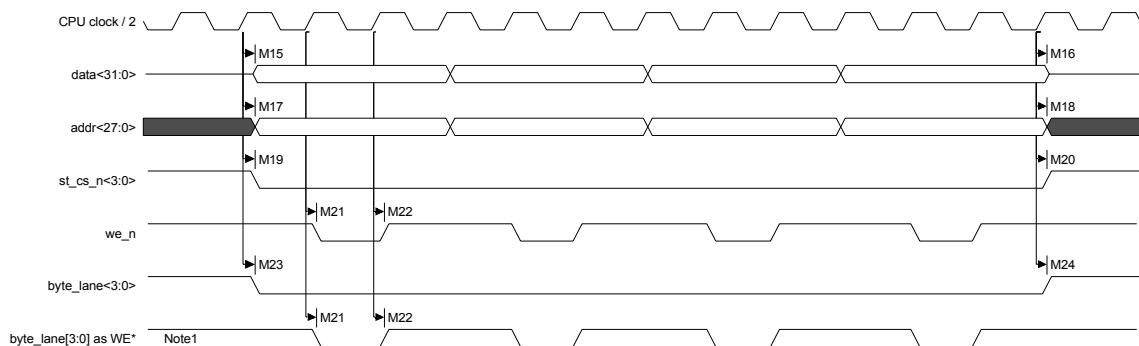 CPU clock / 2
M15 M16
data<31:0>
M17 M18
addr<27:0>
M19 M20
st_cs_n<3:0>
M21 M22
we_n
M23 M24
byte_lane<3:0>
M21 M22
byte_lane[3:0] as WE* Note1